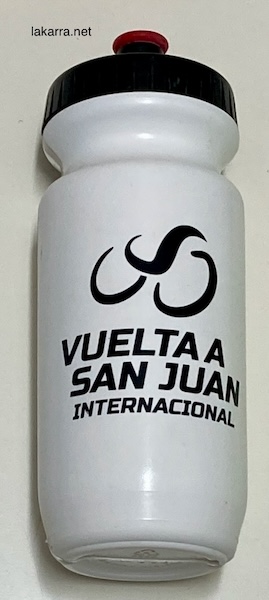 lakarra.net
VUELTA A
SAN JUAN
INTERNACIONAL